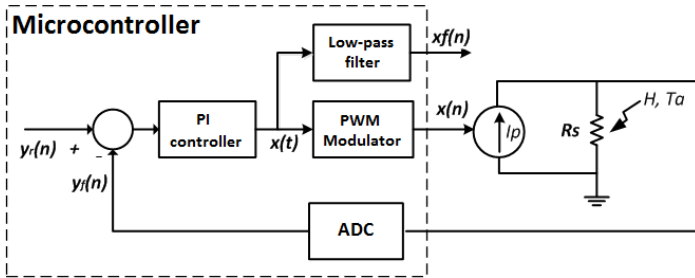 Microcontroller
Low-pass
filter
xf(n)
PI
controller
x(t)
PWM
Modulator
x(n)
Ip
Rs
H, Ta
yr(n)
+
−
yf(n)
ADC